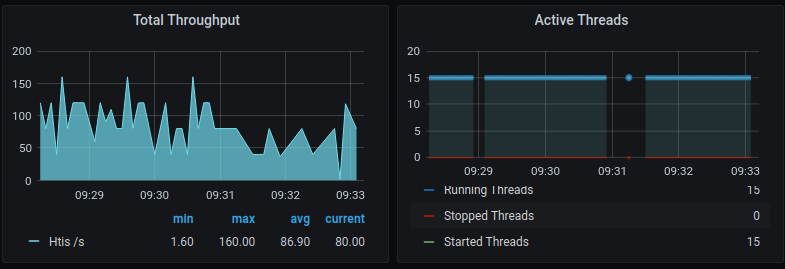 Total Throughput
200
150
100
50
0
09:29 09:30 09:31 09:32 09:33
min max avg current
Htis /s 1.60 160.00 86.90 80.00
Active Threads
20
15
10
5
0
09:29 09:30 09:31 09:32 09:33
Running Threads 15
Stopped Threads 0
Started Threads 15